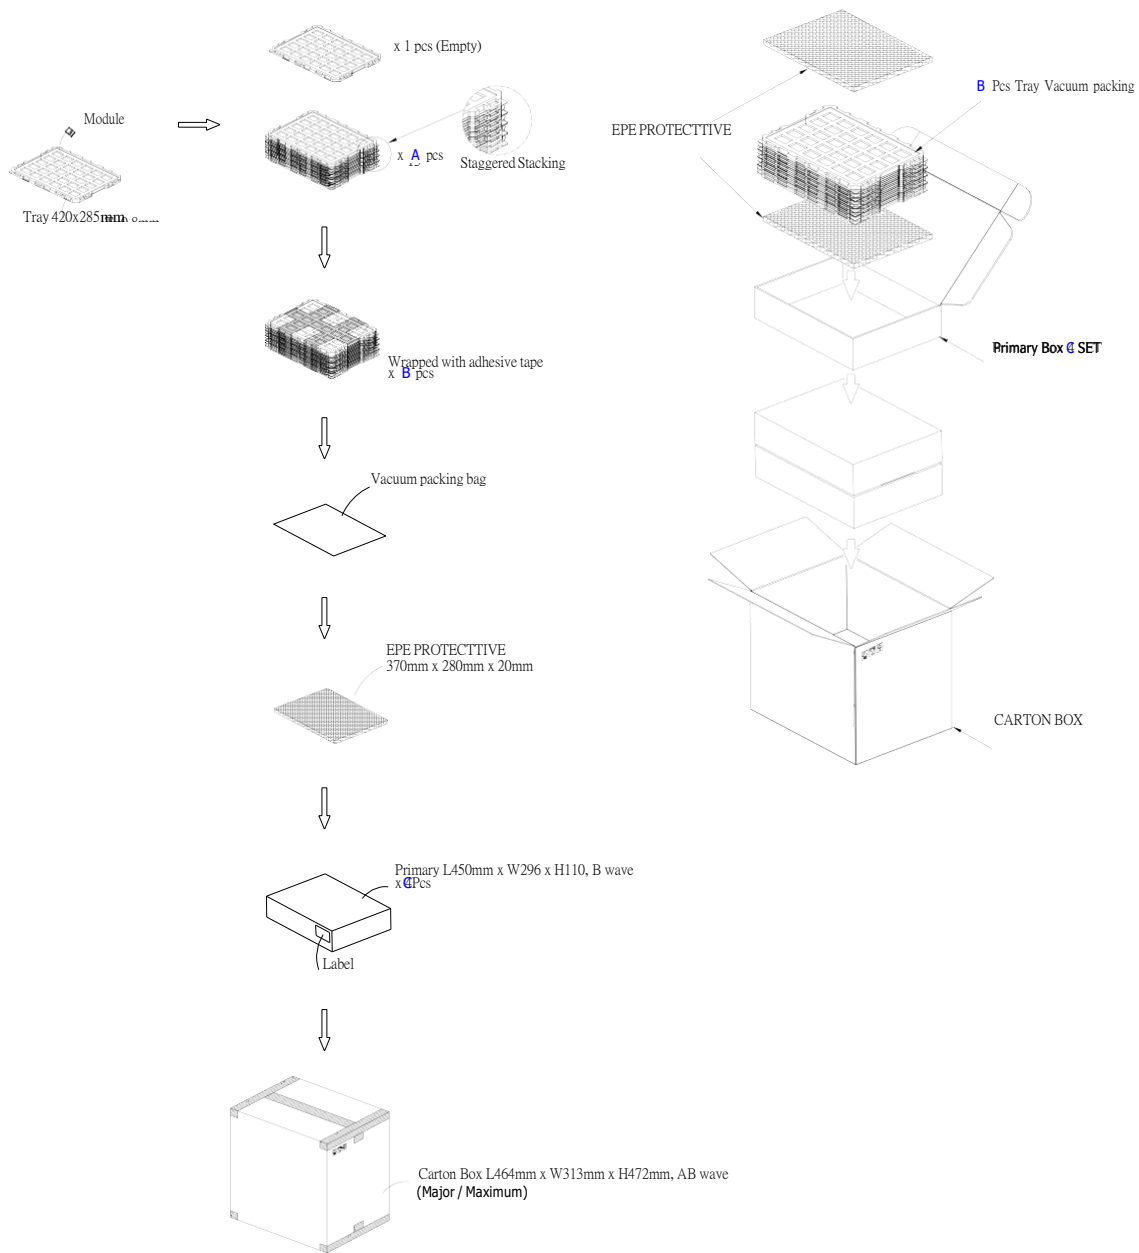 x 1 pcs (Empty)
Module
x A pcs
Staggered Stacking
Tray 420x285mm
Wrapped with adhesive tape
x B pcs
Vacuum packing bag
EPE PROTECTTIVE
370mm x 280mm x 20mm
Primary L450mm x W296 x H110, B wave
x C Pcs
Label
Carton Box L464mm x W313mm x H472mm, AB wave
(Major / Maximum)
B Pcs Tray Vacuum packing
EPE PROTECTTIVE
Primary Box C SET
CARTON BOX